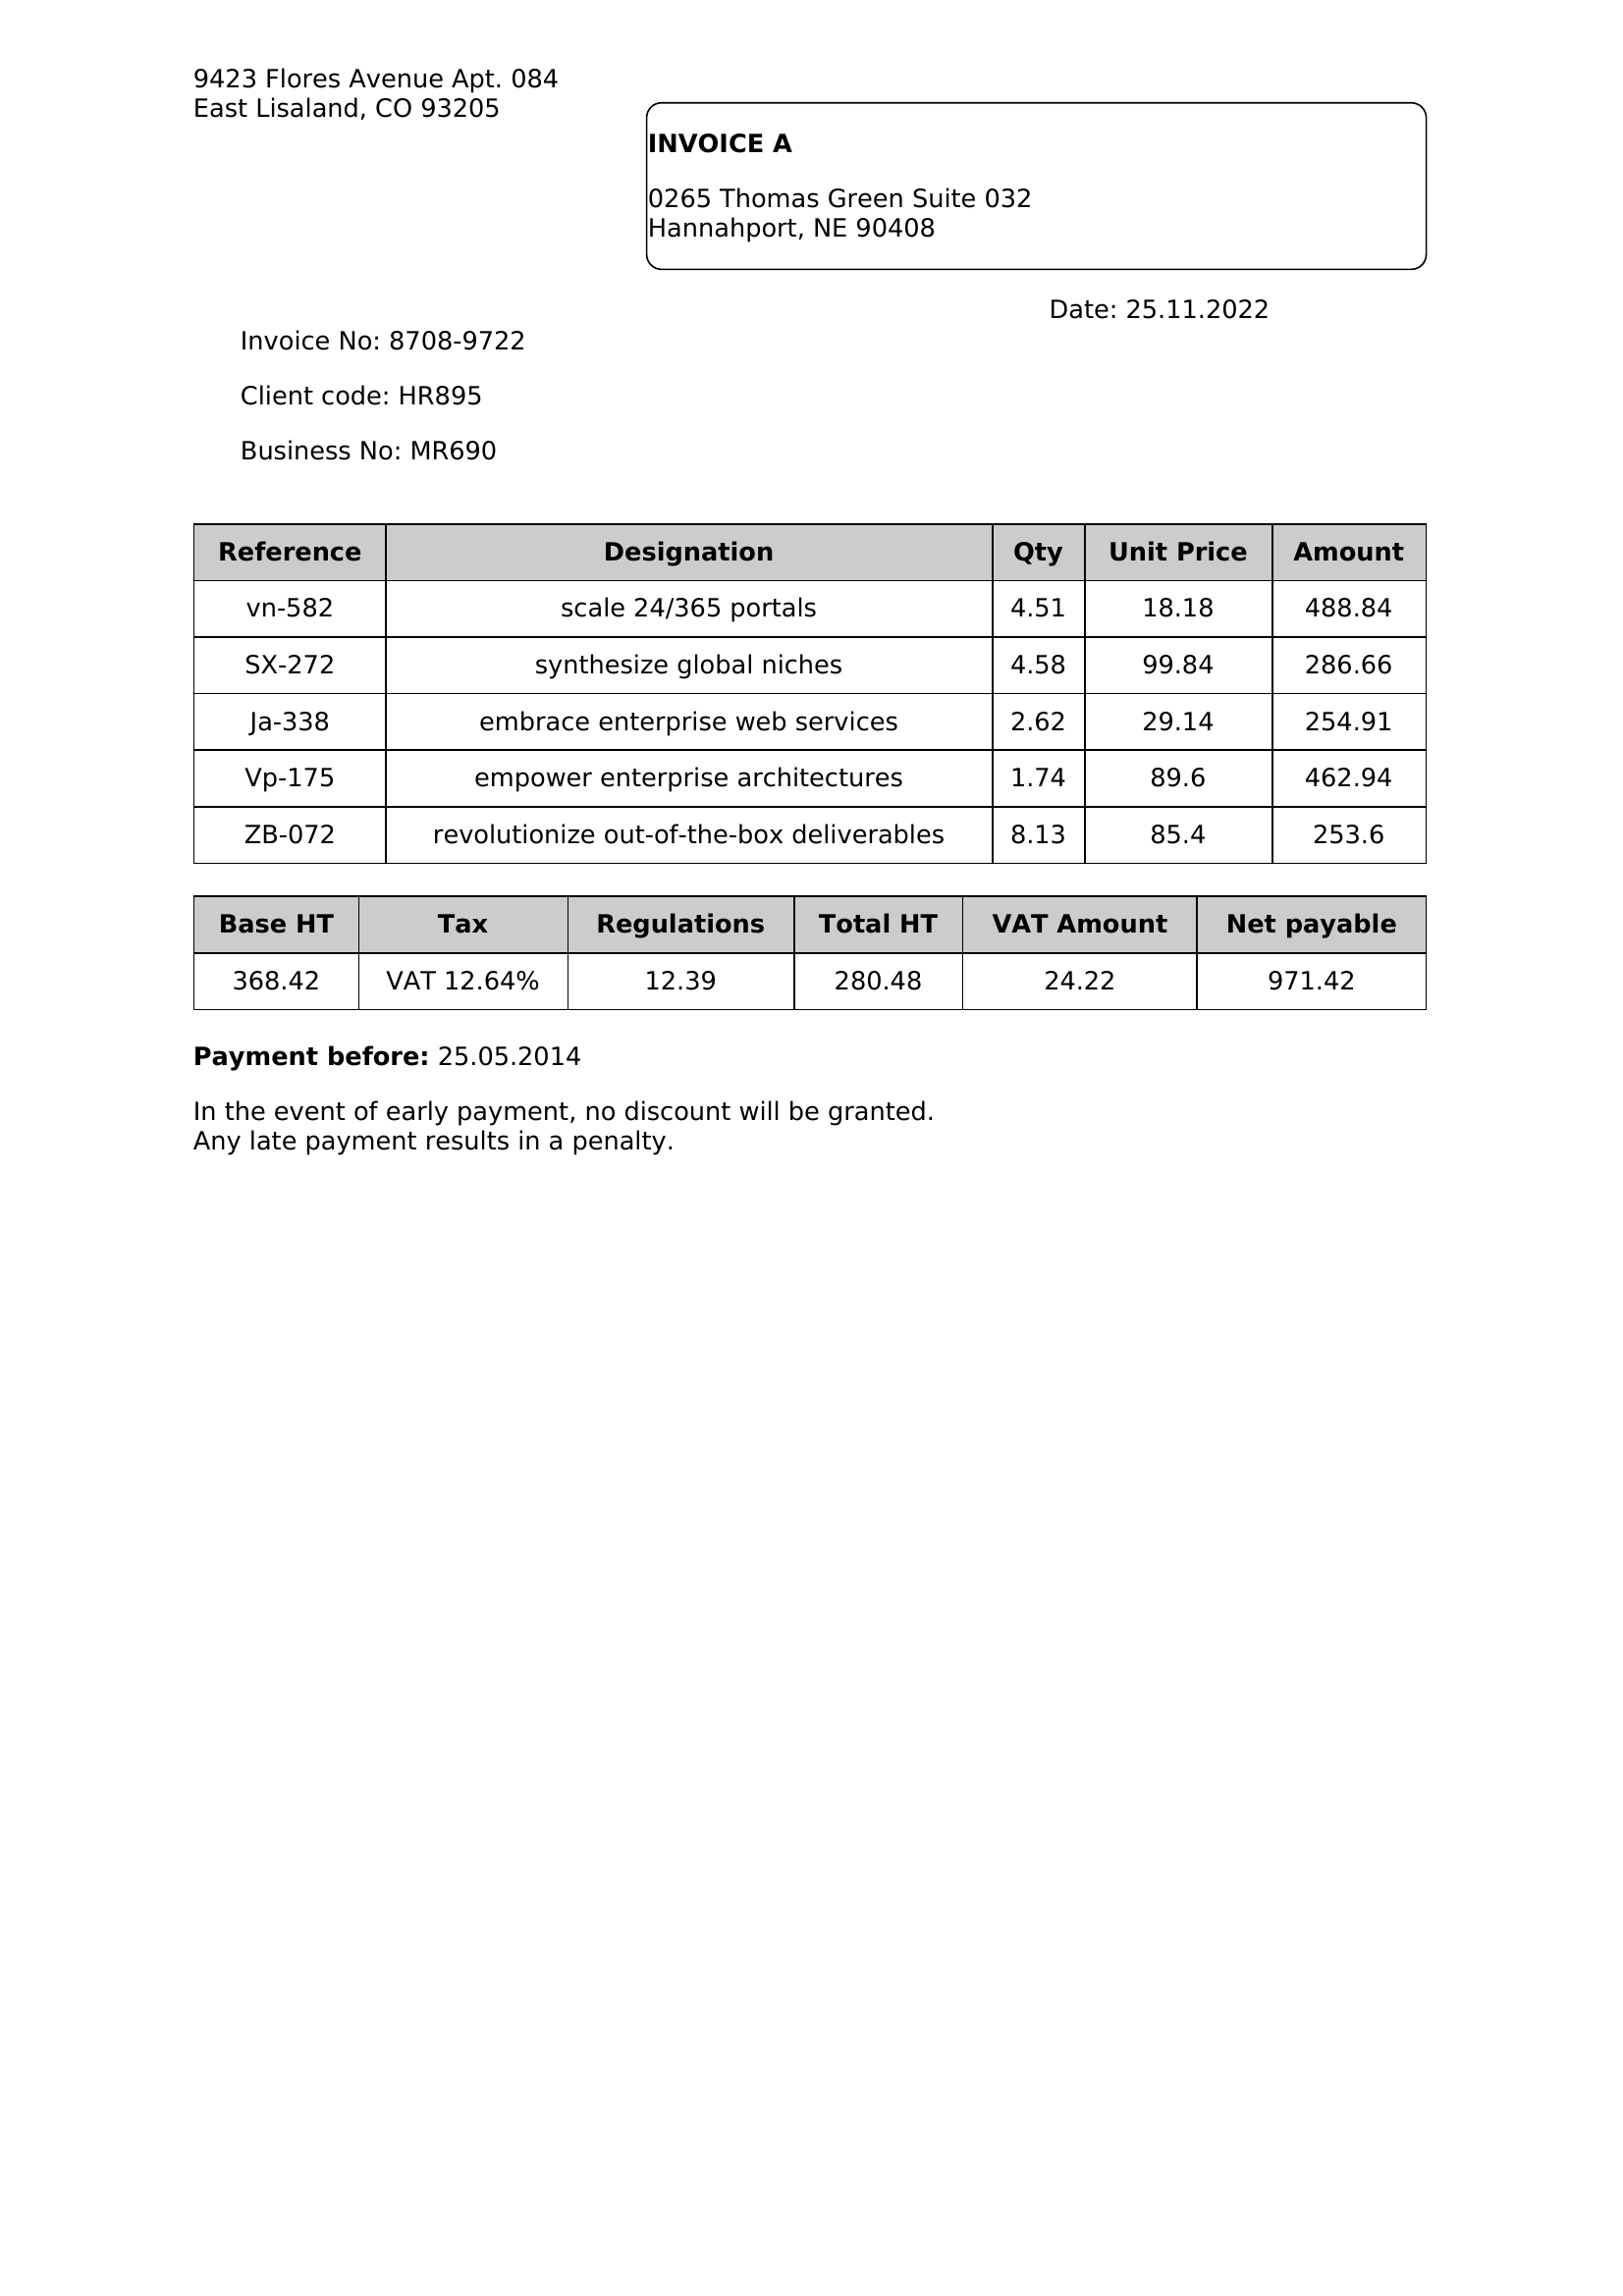 9423 Flores Avenue Apt. 084
East Lisaland, CO 93205
INVOICE A
0265 Thomas Green Suite 032
Hannahport, NE 90408
Date: 25.11.2022
Invoice No: 8708-9722
Client code: HR895
Business No: MR690
Reference Designation Qty Unit Price Amount
vn-582 scale 24/365 portals 4.51 18.18 488.84
SX-272 synthesize global niches 4.58 99.84 286.66
Ja-338 embrace enterprise web services 2.62 29.14 254.91
Vp-175 empower enterprise architectures 1.74 89.6 462.94
ZB-072 revolutionize out-of-the-box deliverables 8.13 85.4 253.6
Base HT Tax Regulations Total HT VAT Amount Net payable
368.42 VAT 12.64% 12.39 280.48 24.22 971.42
Payment before: 25.05.2014
In the event of early payment, no discount will be granted.
Any late payment results in a penalty.